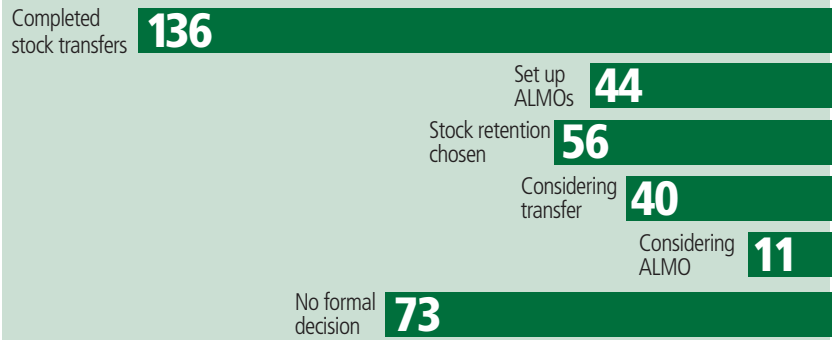 Completed
stock transfers
136
Set up
ALMOs
44
Stock retention
chosen
56
Considering
transfer
40
Considering
ALMO
11
No formal
decision
73